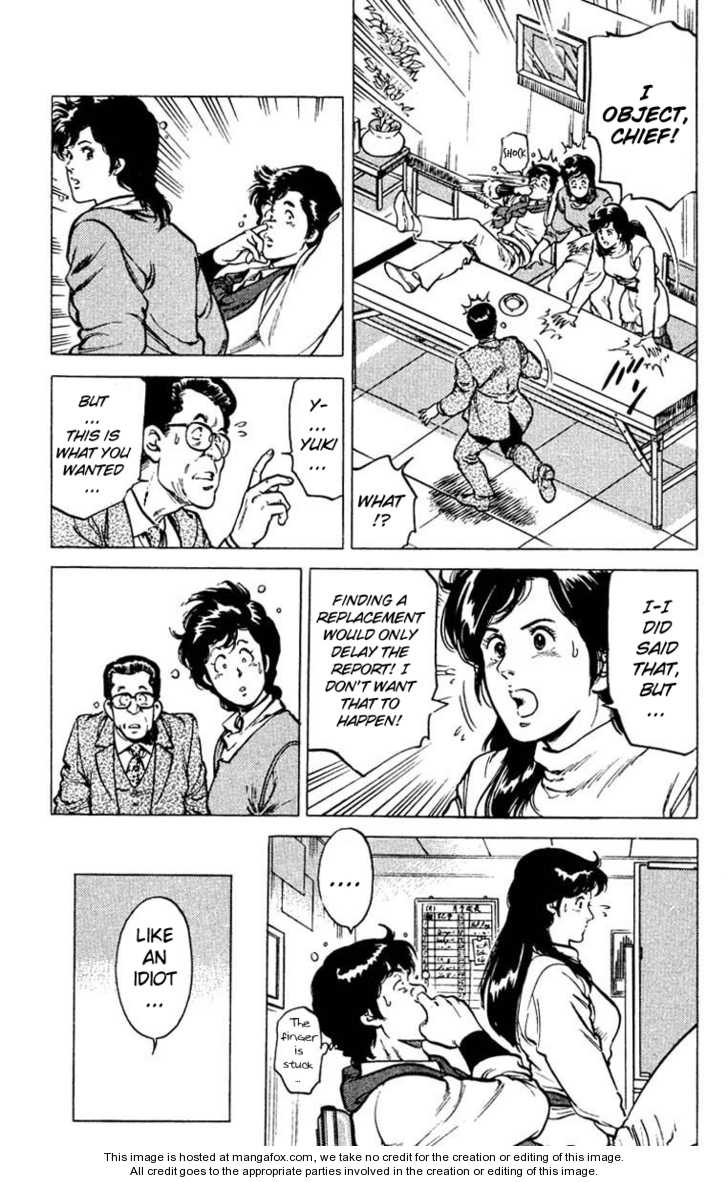 I
OBJECT,
CHIEF!
SHOCK
WHAT
!?
Y-
...
YUKI
...
BUT
...
THIS IS
WHAT YOU
WANTED
...
I-I
DID
SAID
THAT,
BUT
...
FINDING A
REPLACEMENT
WOULD ONLY
DELAY THE
REPORT! I
DON'T WANT
THAT TO
HAPPEN!
....
The
finger
is
stuck
..
LIKE
AN
IDIOT
...
This image is hosted at mangafox.com, we take no credit for the creation or editing of this image.
All credit goes to the appropriate parties involved in the creation or editing of this image.